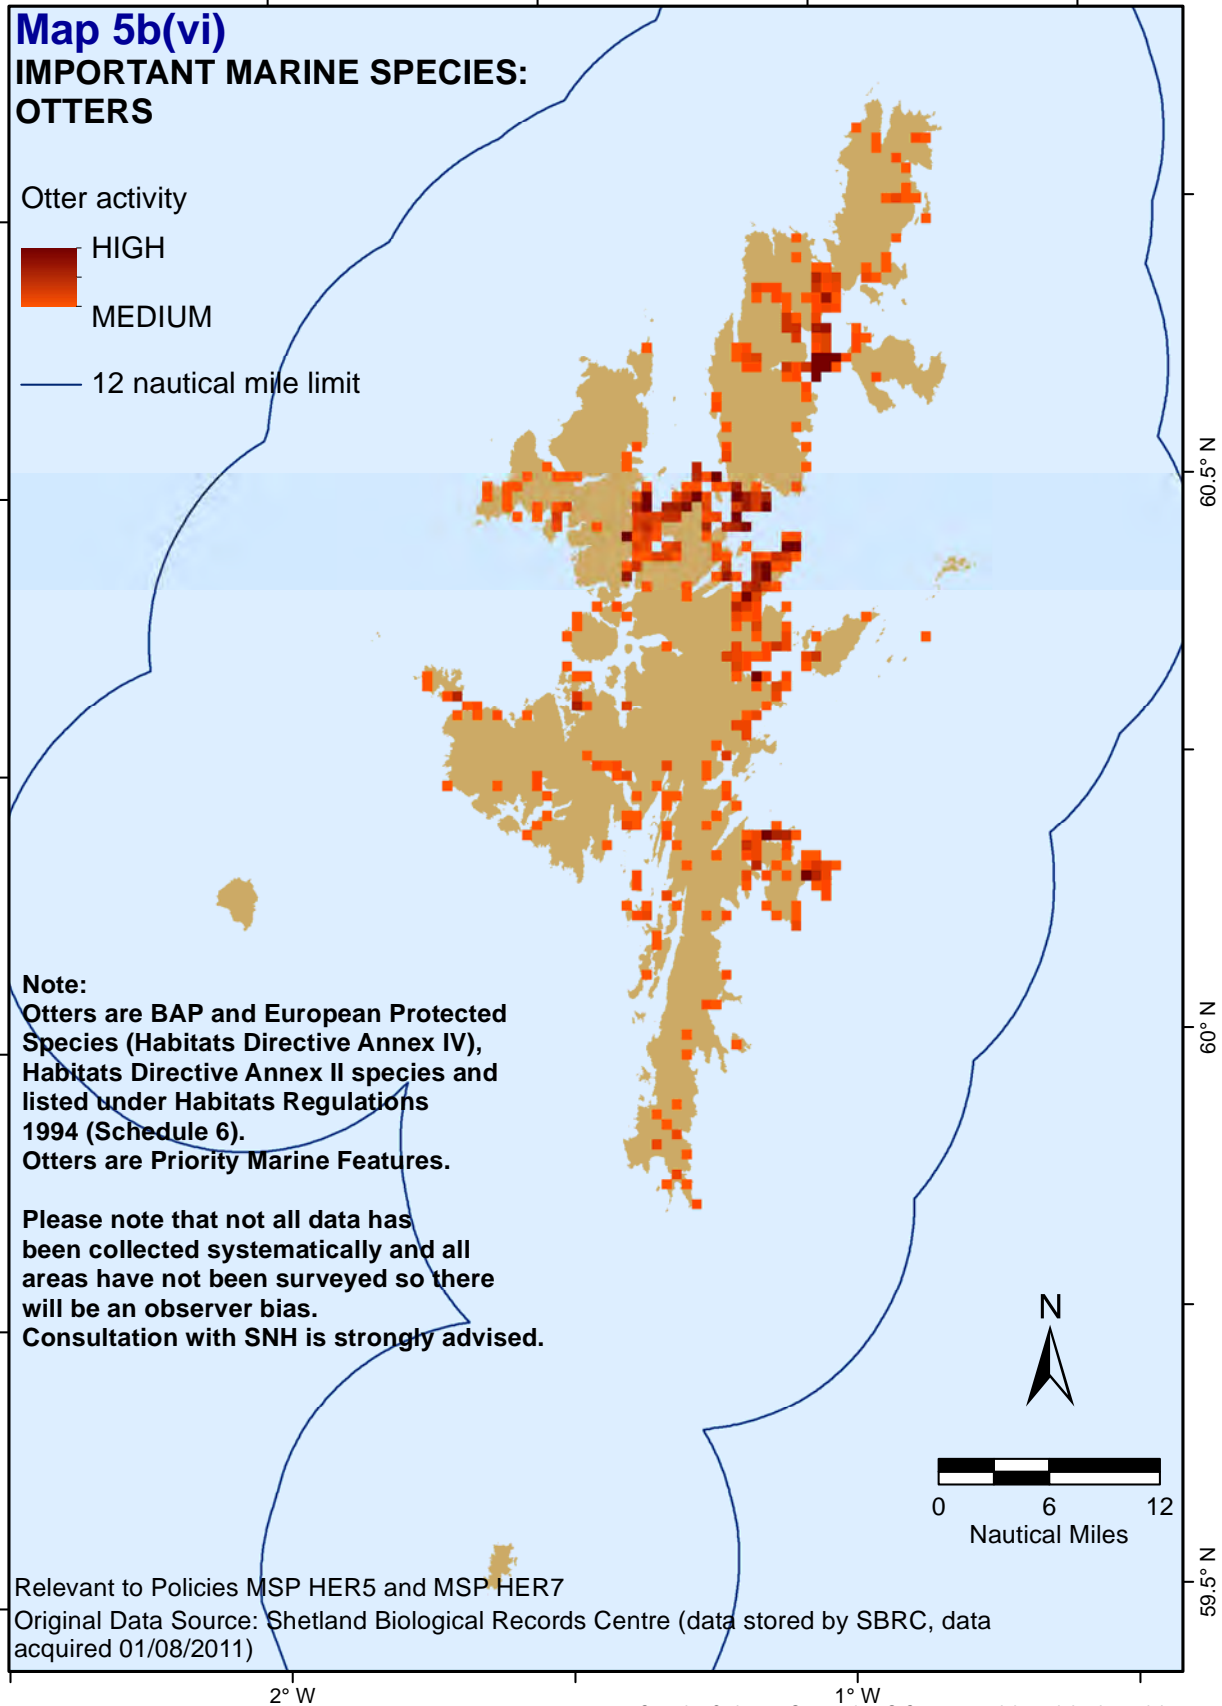 Map 5b(vi)
IMPORTANT MARINE SPECIES:
OTTERS
Otter activity
HIGH
MEDIUM
12 nautical mile limit
60.5° N
Note:
Otters are BAP and European Protected
Species (Habitats Directive Annex IV),
Habitats Directive Annex II species and
listed under Habitats Regulations
1994 (Schedule 6).
Otters are Priority Marine Features.
60° N
Please note that not all data has
been collected systematically and all
areas have not been surveyed so there
will be an observer bias.
Consultation with SNH is strongly advised.
N
0 6 12
Nautical Miles
59.5° N
Relevant to Policies MSP HER5 and MSP HER7
Original Data Source: Shetland Biological Records Centre (data stored by SBRC, data
acquired 01/08/2011)
2° W
1° W